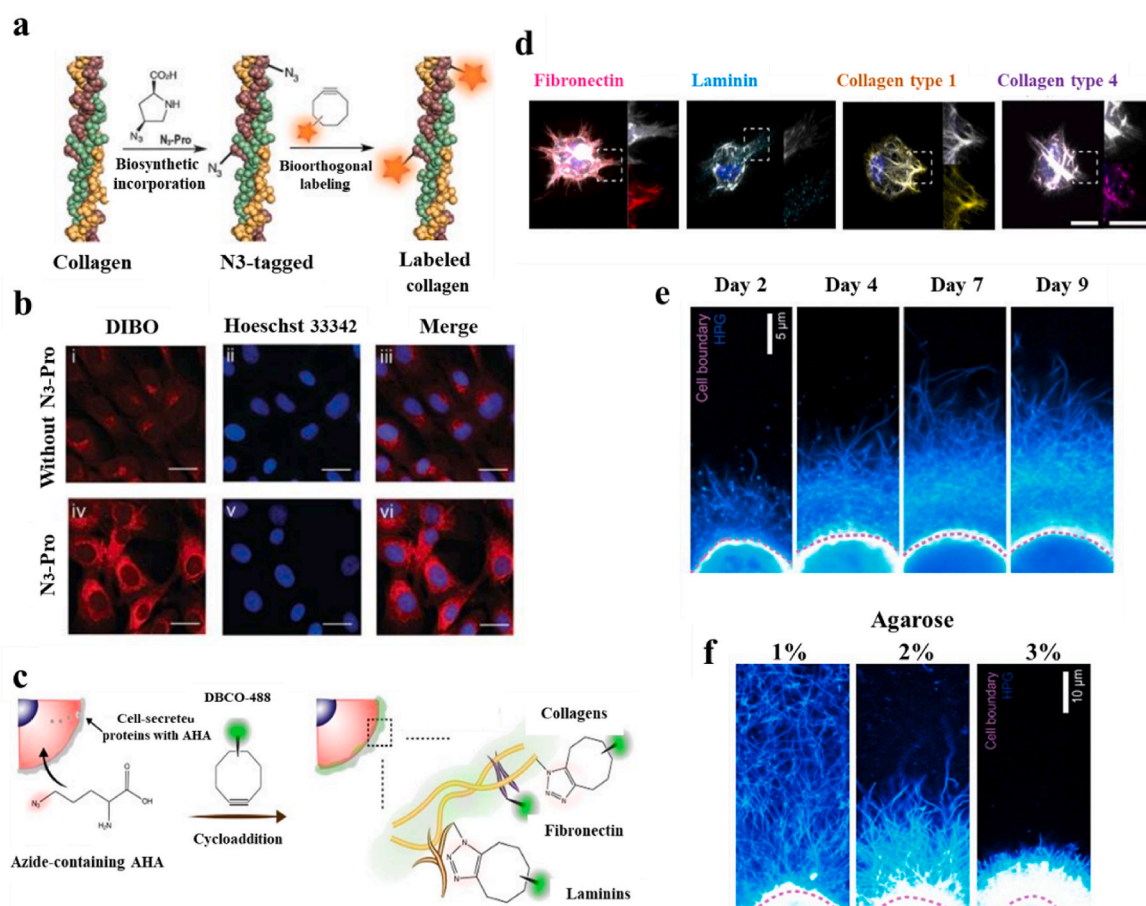 a
CO₂H
NH
N₃
N₃-Pro
Biosynthetic
incorporation
N₃
N₃
Bioorthogonal
labeling
Collagen
N3-tagged
Labeled
collagen
b
DIBO
Hoeschst 33342
Merge
Without N₃-Pro
i
ii
iii
N₃-Pro
iv
v
vi
c
Cell-secreted
proteins with AHA
DBCO-488
N₃
O
OH
NH₂
Azide-containing AHA
Cycloaddition
Collagens
N
N=N
Fibronectin
N
N=N
Laminins
d
Fibronectin
Laminin
Collagen type 1
Collagen type 4
e
Day 2
Day 4
Day 7
Day 9
Cell boundary
HPG
5 µm
Agarose
f
1%
2%
3%
Cell boundary
HPG
10 µm